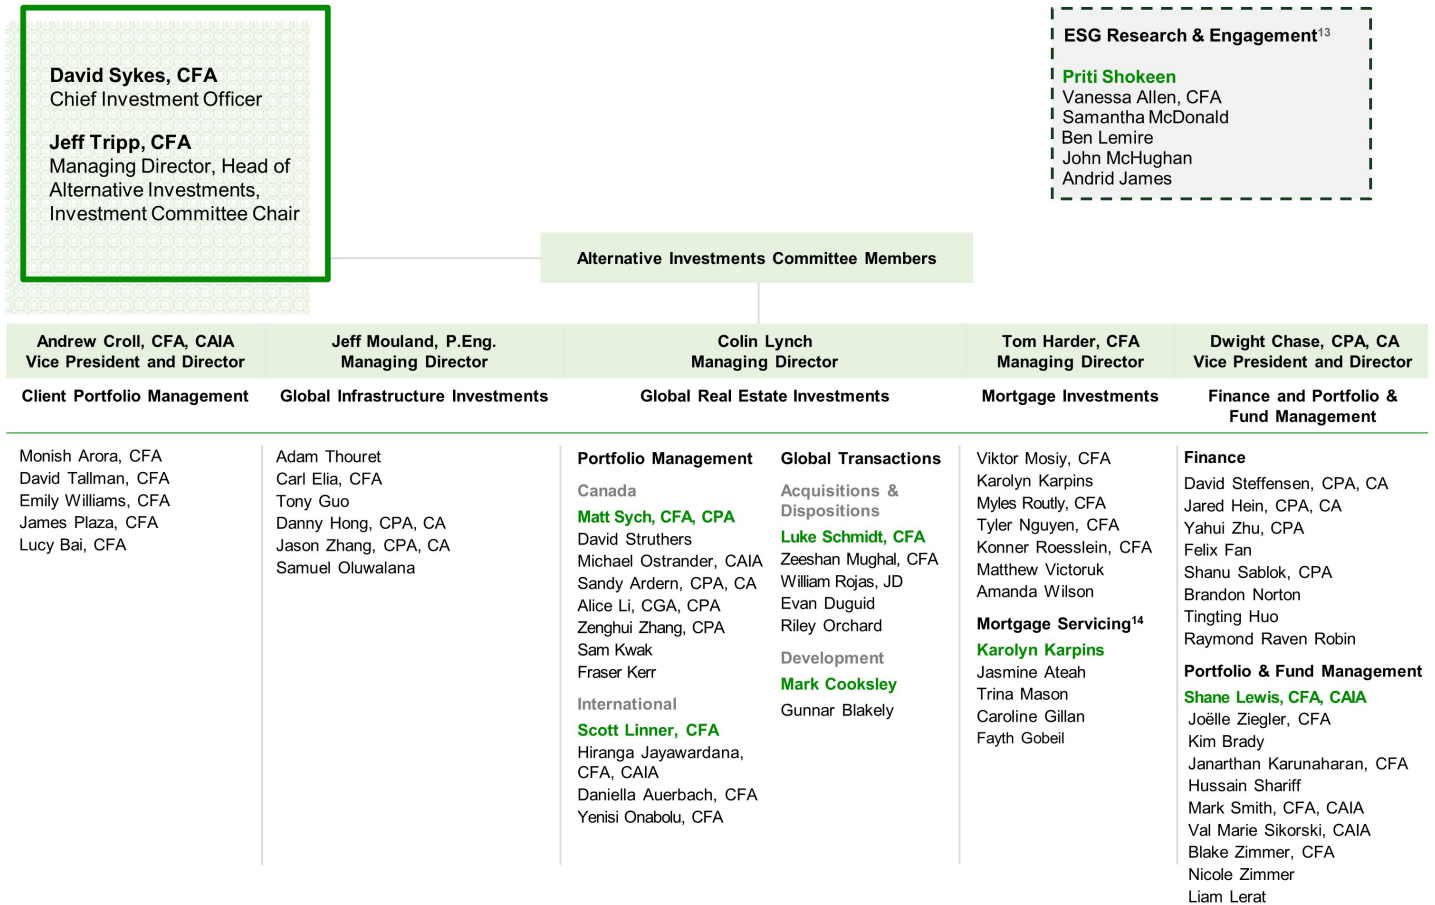 David Sykes, CFA
Chief Investment Officer
Jeff Tripp, CFA
Managing Director, Head of
Alternative Investments,
Investment Committee Chair
ESG Research & Engagement13
Priti Shokeen
Vanessa Allen, CFA
Samantha McDonald
Ben Lemire
John McHughan
Andrid James
Alternative Investments Committee Members
Andrew Croll, CFA, CAIA
Vice President and Director
Client Portfolio Management
Monish Arora, CFA
David Tallman, CFA
Emily Williams, CFA
James Plaza, CFA
Lucy Bai, CFA
Jeff Mouland, P.Eng.
Managing Director
Global Infrastructure Investments
Adam Thouret
Carl Elia, CFA
Tony Guo
Danny Hong, CPA, CA
Jason Zhang, CPA, CA
Samuel Oluwalana
Colin Lynch
Managing Director
Global Real Estate Investments
Portfolio Management
Canada
Matt Sych, CFA, CPA
David Struthers
Michael Ostrander, CAIA
Sandy Ardern, CPA, CA
Alice Li, CGA, CPA
Zenghui Zhang, CPA
Sam Kwak
Fraser Kerr
International
Scott Linner, CFA
Hiranga Jayawardana,
CFA, CAIA
Daniella Auerbach, CFA
Yenisi Onabolu, CFA
Global Transactions
Acquisitions &
Dispositions
Luke Schmidt, CFA
Zeeshan Mughal, CFA
William Rojas, JD
Evan Duguid
Riley Orchard
Development
Mark Cooksley
Gunnar Blakely
Tom Harder, CFA
Managing Director
Mortgage Investments
Viktor Mosiy, CFA
Karolyn Karpins
Myles Routly, CFA
Tyler Nguyen, CFA
Konner Roesslein, CFA
Matthew Victoruk
Amanda Wilson
Mortgage Servicing14
Karolyn Karpins
Jasmine Ateah
Trina Mason
Caroline Gillan
Fayth Gobeil
Dwight Chase, CPA, CA
Vice President and Director
Finance and Portfolio &
Fund Management
Finance
David Steffensen, CPA, CA
Jared Hein, CPA, CA
Yahui Zhu, CPA
Felix Fan
Shanu Sablok, CPA
Brandon Norton
Tingting Huo
Raymond Raven Robin
Portfolio & Fund Management
Shane Lewis, CFA, CAIA
Joëlle Ziegler, CFA
Kim Brady
Janarthan Karunaharan, CFA
Hussain Shariff
Mark Smith, CFA, CAIA
Val Marie Sikorski, CAIA
Blake Zimmer, CFA
Nicole Zimmer
Liam Lerat